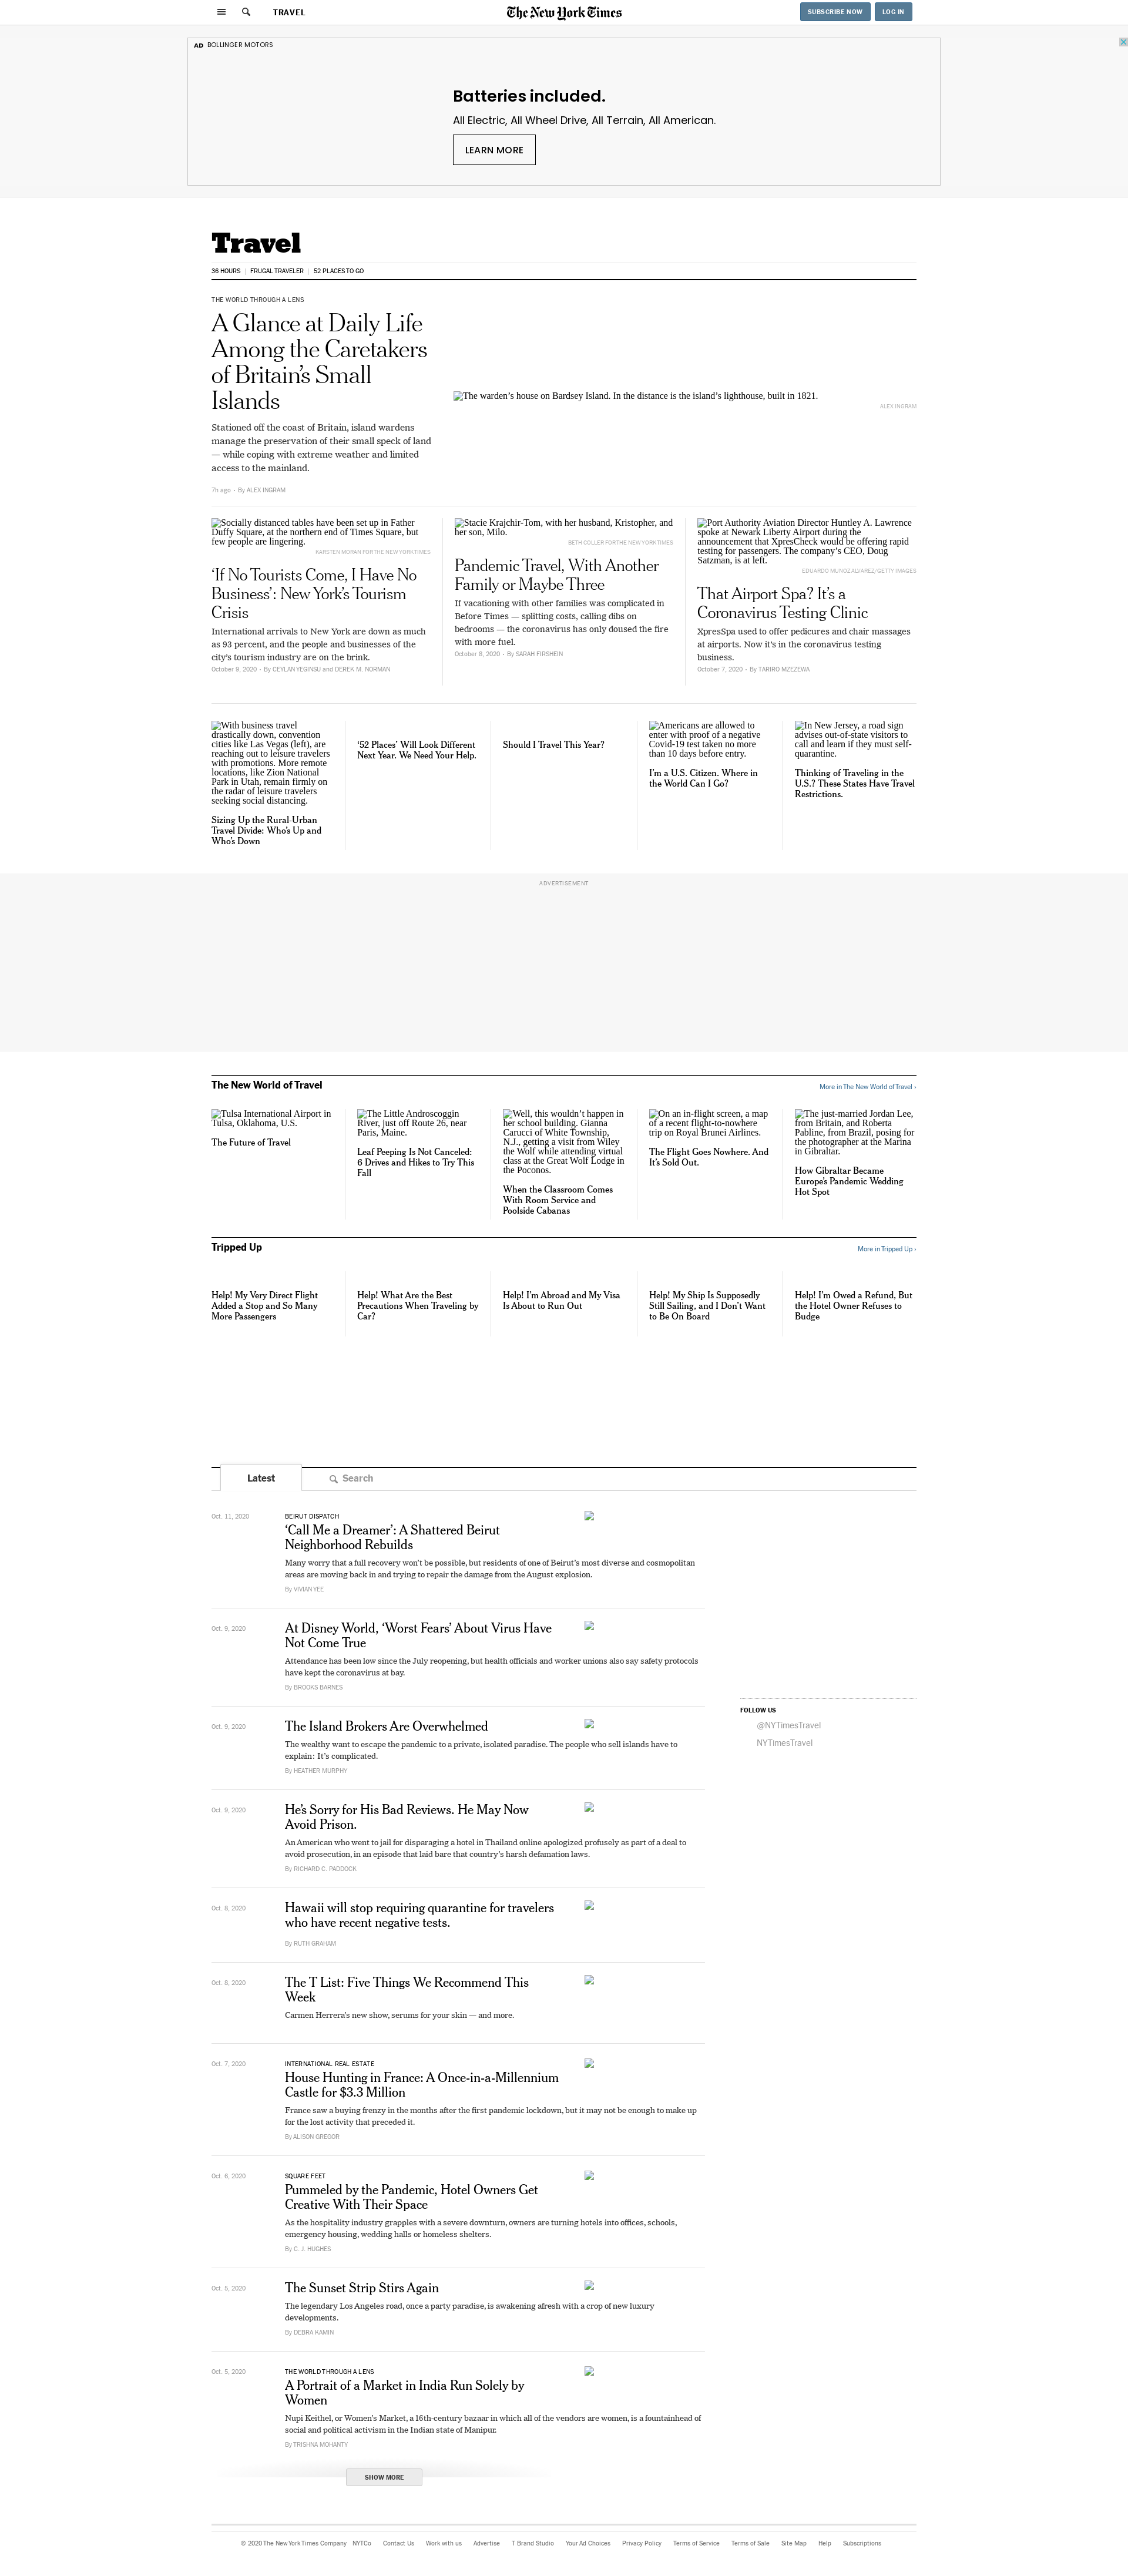 TRAVEL
The New York Times
SUBSCRIBE NOW
LOG IN
AD BOLLINGER MOTORS
Batteries included.
All Electric, All Wheel Drive, All Terrain, All American.
LEARN MORE
Travel
36 HOURS
FRUGAL TRAVELER
52 PLACES TO GO
THE WORLD THROUGH A LENS
A Glance at Daily Life
Among the Caretakers
of Britain’s Small
Islands
Stationed off the coast of Britain, island wardens
manage the preservation of their small speck of land
— while coping with extreme weather and limited
access to the mainland.
7h ago • By ALEX INGRAM
The warden’s house on Bardsey Island. In the distance is the island’s lighthouse, built in 1821.
ALEX INGRAM
Socially distanced tables have been set up in Father
Duffy Square, at the northern end of Times Square, but
few people are lingering.
KARSTEN MORAN FOR THE NEW YORK TIMES
‘If No Tourists Come, I Have No
Business’: New York’s Tourism
Crisis
International arrivals to New York are down as much
as 93 percent, and the people and businesses of the
city’s tourism industry are on the brink.
October 9, 2020 • By CEYLAN YEGINSU and DEREK M. NORMAN
Stacie Krajchir-Tom, with her husband, Kristopher, and
her son, Milo.
BETH COLLER FOR THE NEW YORK TIMES
Pandemic Travel, With Another
Family or Maybe Three
If vacationing with other families was complicated in
Before Times — splitting costs, calling dibs on
bedrooms — the coronavirus has only doused the fire
with more fuel.
October 8, 2020 • By SARAH FIRSHEIN
Port Authority Aviation Director Huntley A. Lawrence
spoke at Newark Liberty Airport during the
announcement that XpresCheck would be offering rapid
testing for passengers. The company’s CEO, Doug
Satzman, is at left.
EDUARDO MUNOZ ALVAREZ/GETTY IMAGES
That Airport Spa? It’s a
Coronavirus Testing Clinic
XpresSpa used to offer pedicures and chair massages
at airports. Now it’s in the coronavirus testing
business.
October 7, 2020 • By TARIRO MZEZEWA
With business travel
drastically down, convention
cities like Las Vegas (left), are
reaching out to leisure travelers
with promotions. More remote
locations, like Zion National
Park in Utah, remain firmly on
the radar of leisure travelers
seeking social distancing.
Sizing Up the Rural-Urban
Travel Divide: Who’s Up and
Who’s Down
‘52 Places’ Will Look Different
Next Year. We Need Your Help.
Should I Travel This Year?
Americans are allowed to
enter with proof of a negative
Covid-19 test taken no more
than 10 days before entry.
I’m a U.S. Citizen. Where in
the World Can I Go?
In New Jersey, a road sign
advises out-of-state visitors to
call and learn if they must self-
quarantine.
Thinking of Traveling in the
U.S.? These States Have Travel
Restrictions.
ADVERTISEMENT
The New World of Travel
More in The New World of Travel ›
Tulsa International Airport in
Tulsa, Oklahoma, U.S.
The Future of Travel
The Little Androscoggin
River, just off Route 26, near
Paris, Maine.
Leaf Peeping Is Not Canceled:
6 Drives and Hikes to Try This
Fall
Well, this wouldn’t happen in
her school building. Gianna
Carucci of White Township,
N.J., getting a visit from Wiley
the Wolf while attending virtual
class at the Great Wolf Lodge in
the Poconos.
When the Classroom Comes
With Room Service and
Poolside Cabanas
On an in-flight screen, a map
of a recent flight-to-nowhere
trip on Royal Brunei Airlines.
The Flight Goes Nowhere. And
It’s Sold Out.
The just-married Jordan Lee,
from Britain, and Roberta
Pabline, from Brazil, posing for
the photographer at the Marina
in Gibraltar.
How Gibraltar Became
Europe’s Pandemic Wedding
Hot Spot
Tripped Up
More in Tripped Up ›
Help! My Very Direct Flight
Added a Stop and So Many
More Passengers
Help! What Are the Best
Precautions When Traveling by
Car?
Help! I’m Abroad and My Visa
Is About to Run Out
Help! My Ship Is Supposedly
Still Sailing, and I Don’t Want
to Be On Board
Help! I’m Owed a Refund, But
the Hotel Owner Refuses to
Budge
Latest
Search
Oct. 11, 2020
BEIRUT DISPATCH
‘Call Me a Dreamer’: A Shattered Beirut
Neighborhood Rebuilds
Many worry that a full recovery won’t be possible, but residents of one of Beirut’s most diverse and cosmopolitan
areas are moving back in and trying to repair the damage from the August explosion.
By VIVIAN YEE
Oct. 9, 2020
At Disney World, ‘Worst Fears’ About Virus Have
Not Come True
Attendance has been low since the July reopening, but health officials and worker unions also say safety protocols
have kept the coronavirus at bay.
By BROOKS BARNES
FOLLOW US
@NYTimesTravel
NYTimesTravel
Oct. 9, 2020
The Island Brokers Are Overwhelmed
The wealthy want to escape the pandemic to a private, isolated paradise. The people who sell islands have to
explain: It’s complicated.
By HEATHER MURPHY
Oct. 9, 2020
He’s Sorry for His Bad Reviews. He May Now
Avoid Prison.
An American who went to jail for disparaging a hotel in Thailand online apologized profusely as part of a deal to
avoid prosecution, in an episode that laid bare that country’s harsh defamation laws.
By RICHARD C. PADDOCK
Oct. 8, 2020
Hawaii will stop requiring quarantine for travelers
who have recent negative tests.
By RUTH GRAHAM
Oct. 8, 2020
The T List: Five Things We Recommend This
Week
Carmen Herrera’s new show, serums for your skin — and more.
Oct. 7, 2020
INTERNATIONAL REAL ESTATE
House Hunting in France: A Once-in-a-Millennium
Castle for $3.3 Million
France saw a buying frenzy in the months after the first pandemic lockdown, but it may not be enough to make up
for the lost activity that preceded it.
By ALISON GREGOR
Oct. 6, 2020
SQUARE FEET
Pummeled by the Pandemic, Hotel Owners Get
Creative With Their Space
As the hospitality industry grapples with a severe downturn, owners are turning hotels into offices, schools,
emergency housing, wedding halls or homeless shelters.
By C. J. HUGHES
Oct. 5, 2020
The Sunset Strip Stirs Again
The legendary Los Angeles road, once a party paradise, is awakening afresh with a crop of new luxury
developments.
By DEBRA KAMIN
Oct. 5, 2020
THE WORLD THROUGH A LENS
A Portrait of a Market in India Run Solely by
Women
Nupi Keithel, or Women’s Market, a 16th-century bazaar in which all of the vendors are women, is a fountainhead of
social and political activism in the Indian state of Manipur.
By TRISHNA MOHANTY
SHOW MORE
© 2020 The New York Times Company NYTCo Contact Us Work with us Advertise T Brand Studio Your Ad Choices Privacy Policy Terms of Service Terms of Sale Site Map Help Subscriptions